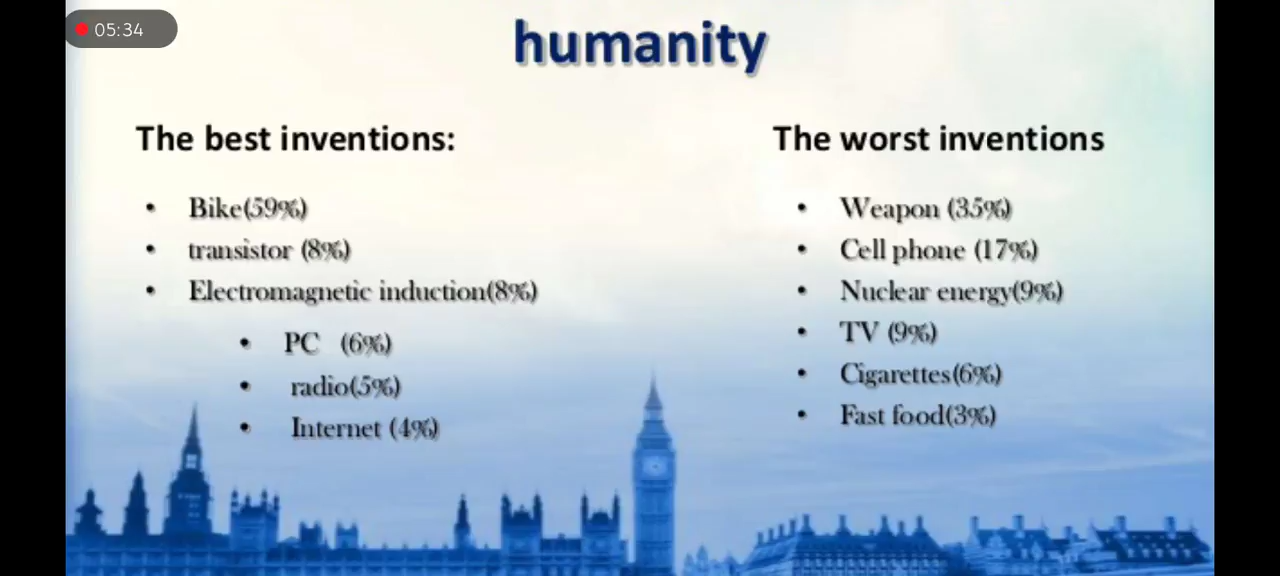 05:34
humanity
The best inventions:
• Bike(59%)
• transistor (8%)
• Electromagnetic induction(8%)
• PC (6%)
• radio(5%)
• Internet (4%)
The worst inventions
• Weapon (35%)
• Cell phone (17%)
• Nuclear energy(9%)
• TV (9%)
• Cigarettes(6%)
• Fast food(3%)